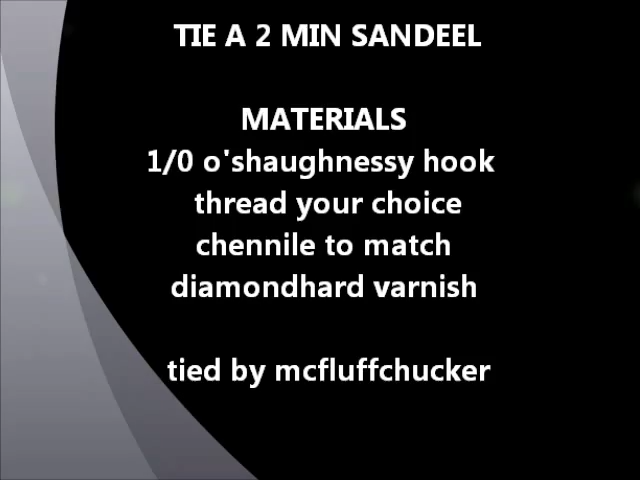 TIE A 2 MIN SANDEEL
MATERIALS
1/0 o'shaughnessy hook
thread your choice
chennile to match
diamondhard varnish
tied by mcfluffchucker